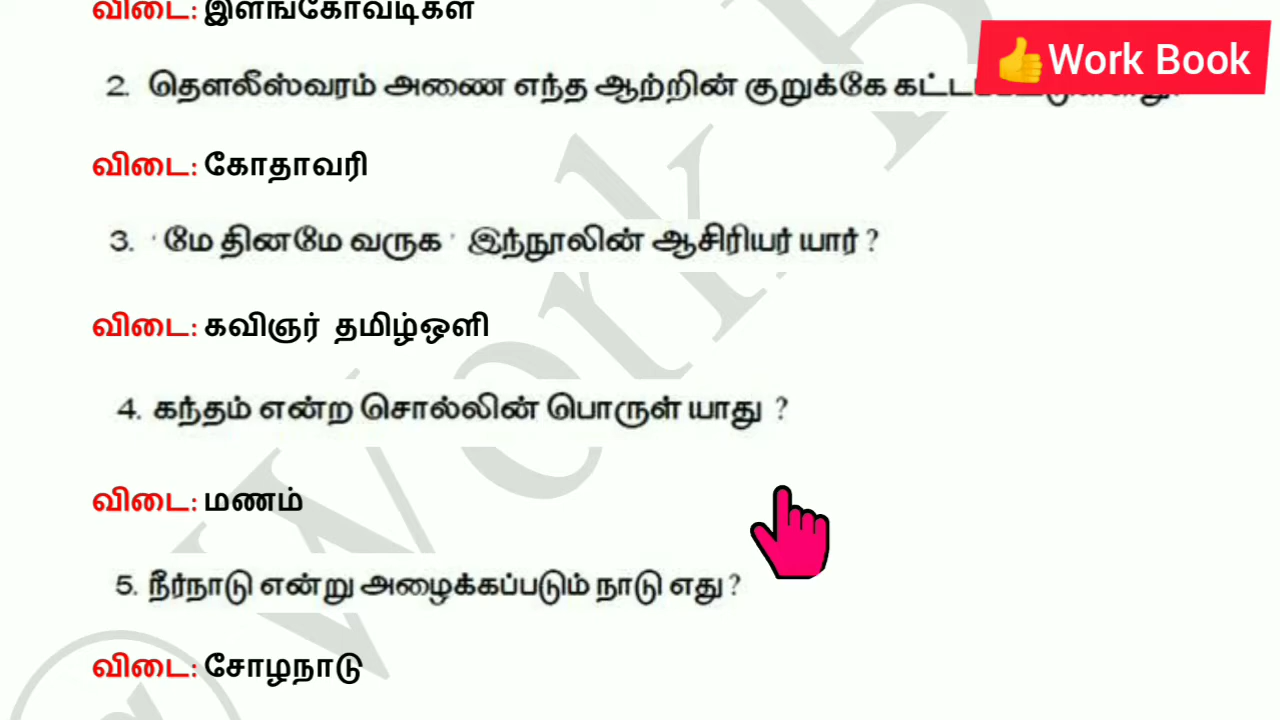 விடை: இளங்கோவடிகள்
Work Book
2. தௌலீஸ்வரம் அணை எந்த ஆற்றின் குறுக்கே
விடை: கோதாவரி
3. ' மே தினமே வருக ' இந்நூலின் ஆசிரியர் யார் ?
விடை: கவிஞர் தமிழ்ஒளி
4. கந்தம் என்ற சொல்லின் பொருள் யாது ?
விடை: மணம்
5. நீர்நாடு என்று அழைக்கப்படும் நாடு எது ?
விடை: சோழநாடு